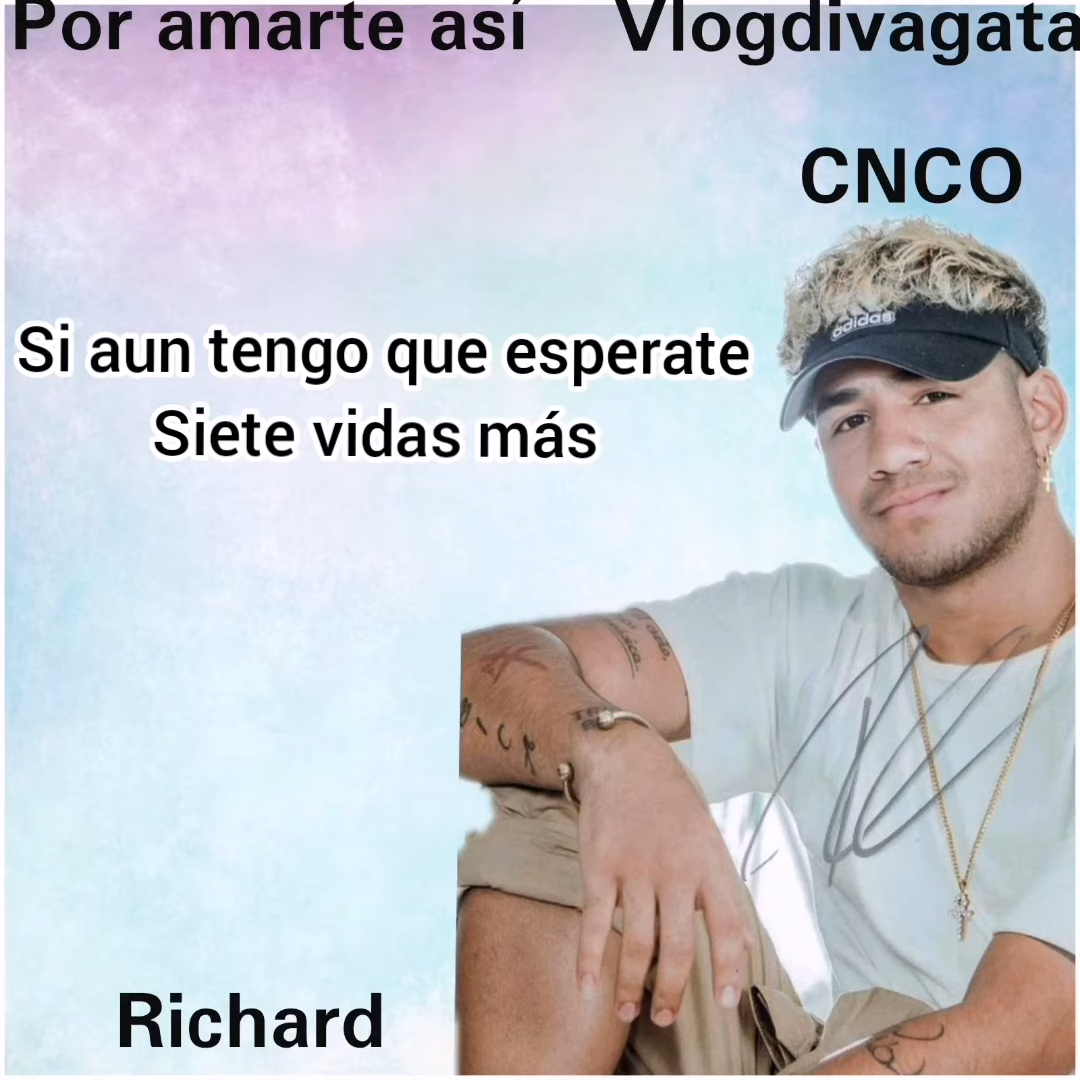 Por amarte así Vlogdivagata
CNCO
adidas
Si aun tengo que esperate
Siete vidas más
Richard